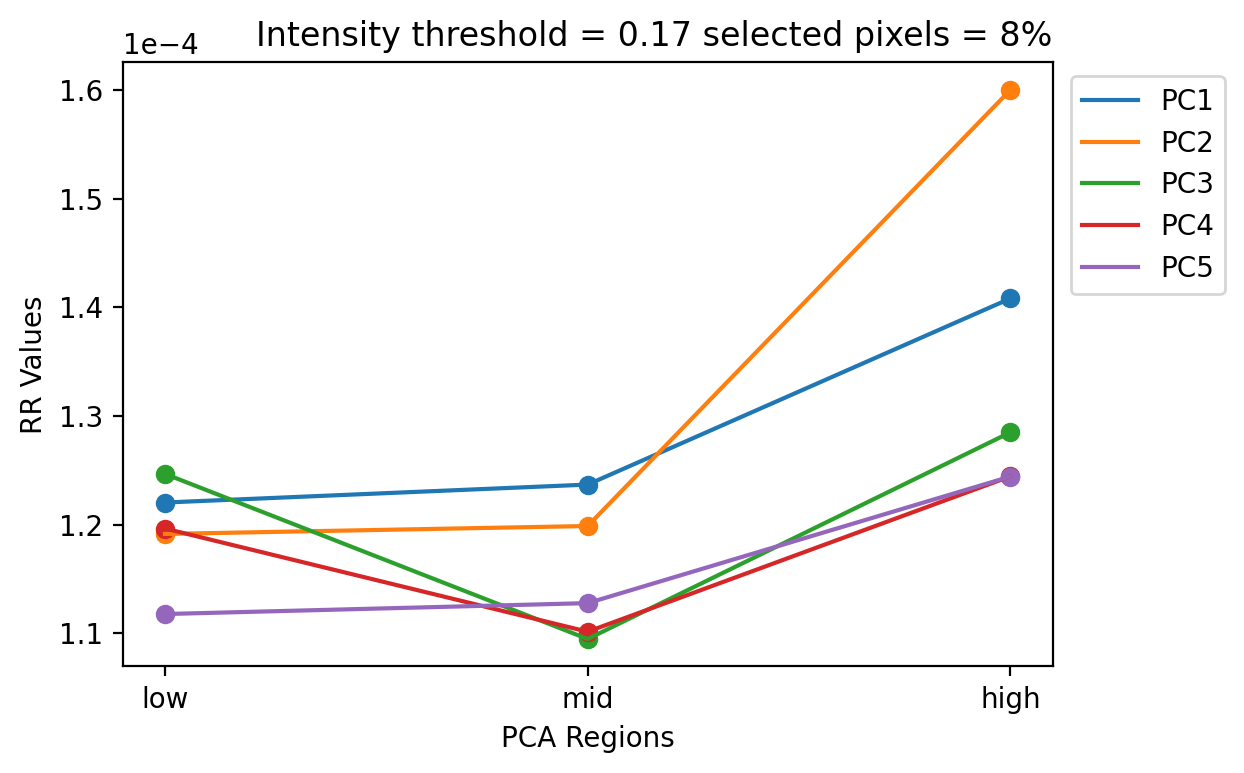 Intensity threshold = 0.17 selected pixels = 8%
1e−4
1.6
1.5
1.4
1.3
1.2
1.1
RR Values
low
mid
high
PCA Regions
PC1
PC2
PC3
PC4
PC5